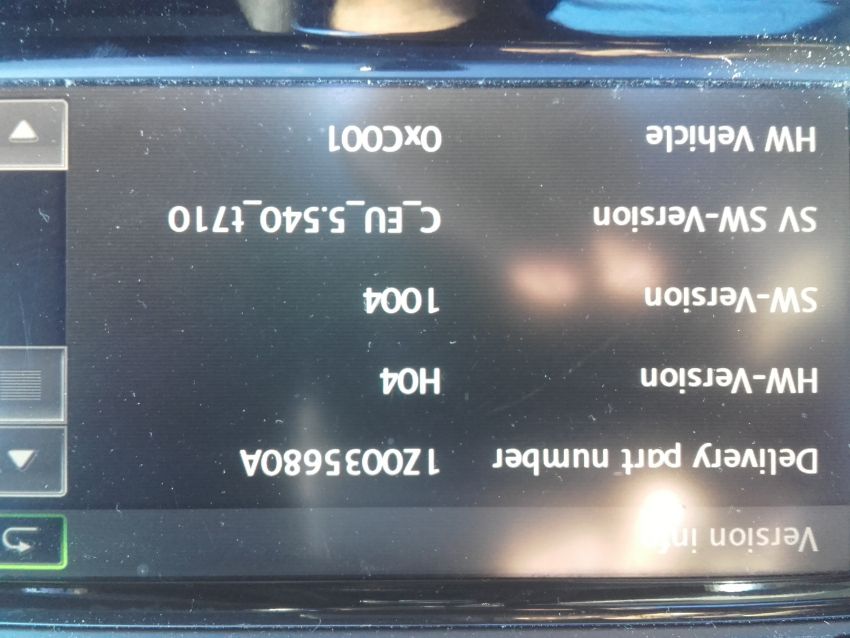 Version info
Delivery part number 1Z0035680A
HW-Version H04
SW-Version 1004
SV SW-Version C_EU_5.540_t710
HW Vehicle 0xC001